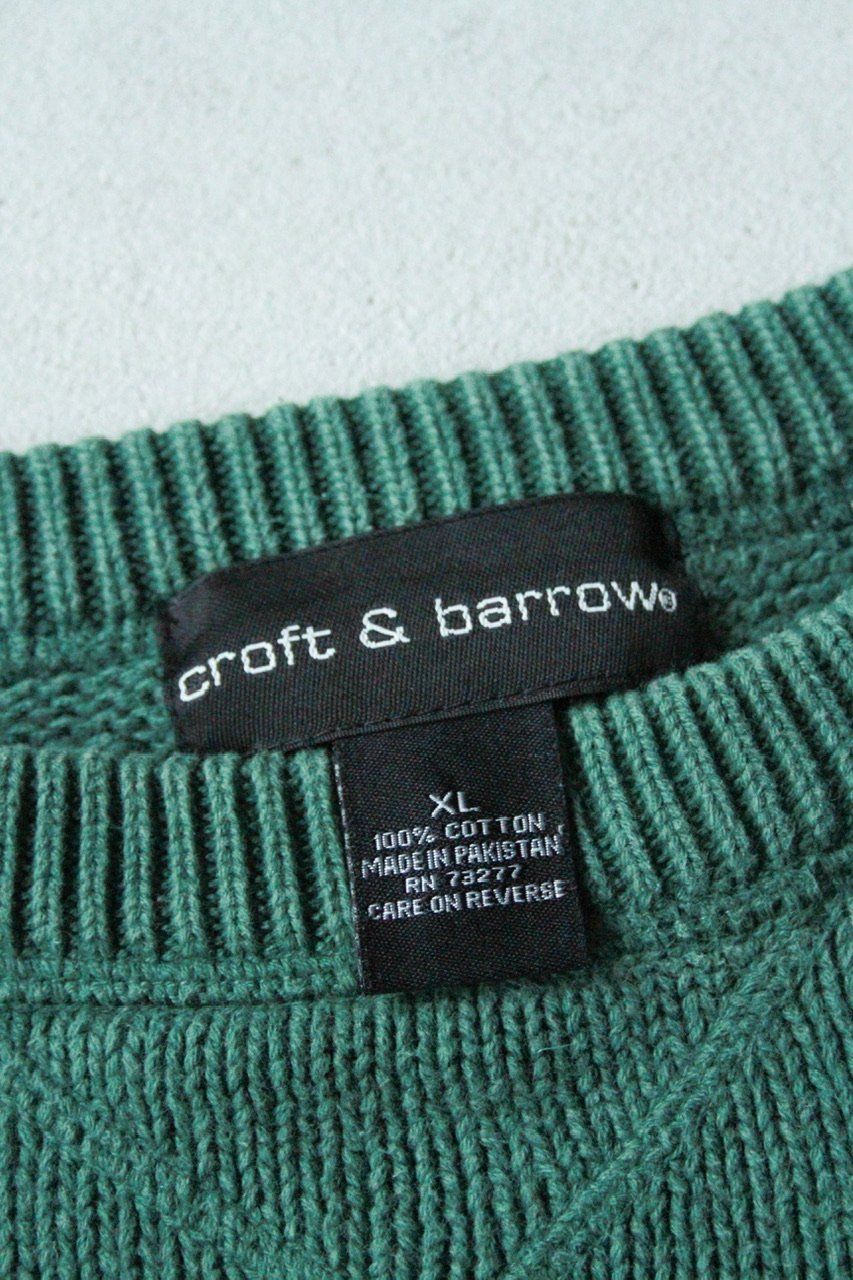 croft & barrow®
XL
100% COTTON
MADE IN PAKISTAN
RN 73277
CARE ON REVERSE